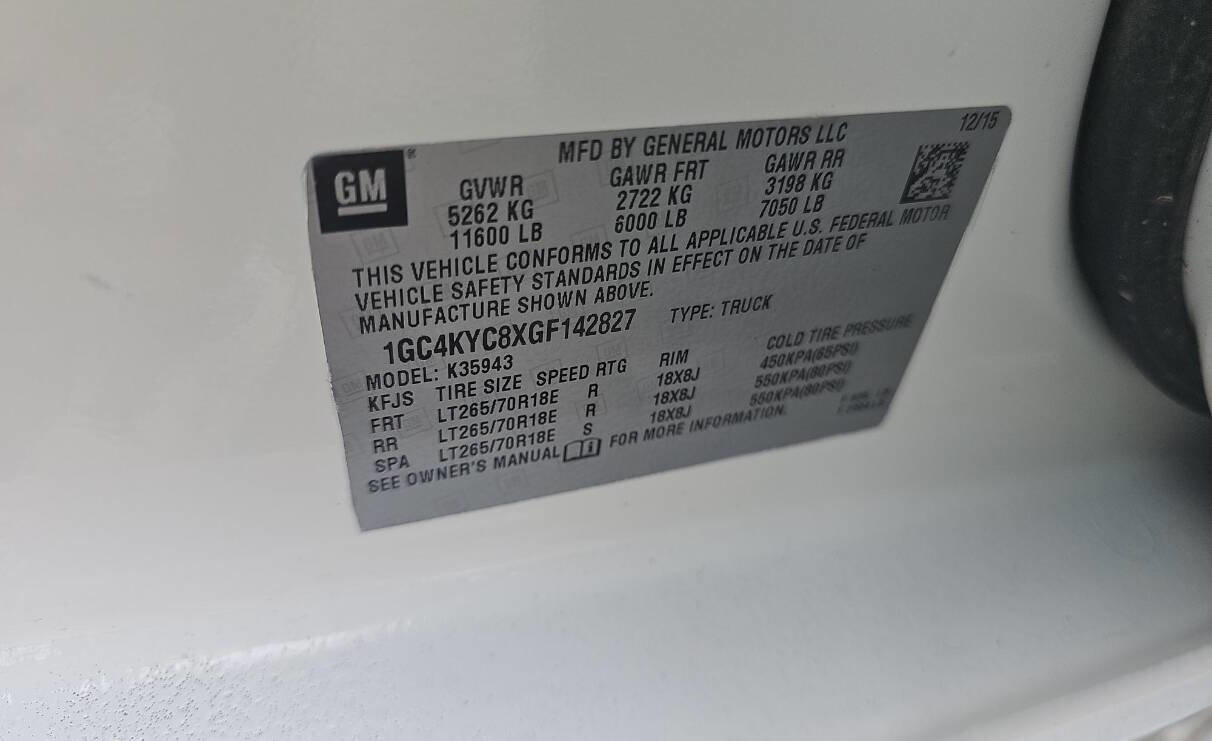 GM
MFD BY GENERAL MOTORS LLC
12/15
GVWR GAWR FRT GAWR RR
5262 KG 2722 KG 3198 KG
11600 LB 6000 LB 7050 LB
THIS VEHICLE CONFORMS TO ALL APPLICABLE U.S. FEDERAL MOTOR
VEHICLE SAFETY STANDARDS IN EFFECT ON THE DATE OF
MANUFACTURE SHOWN ABOVE.
1GC4KYC8XGF142827 TYPE: TRUCK
MODEL: K35943
KFJS TIRE SIZE SPEED RTG RIM COLD TIRE PRESSURE
FRT LT265/70R18E R 18X8J 450KPA(65PSI)
RR LT265/70R18E R 18X8J 550KPA(80PSI)
SPA LT265/70R18E S 18X8J 550KPA(80PSI)
SEE OWNER'S MANUAL FOR MORE INFORMATION.